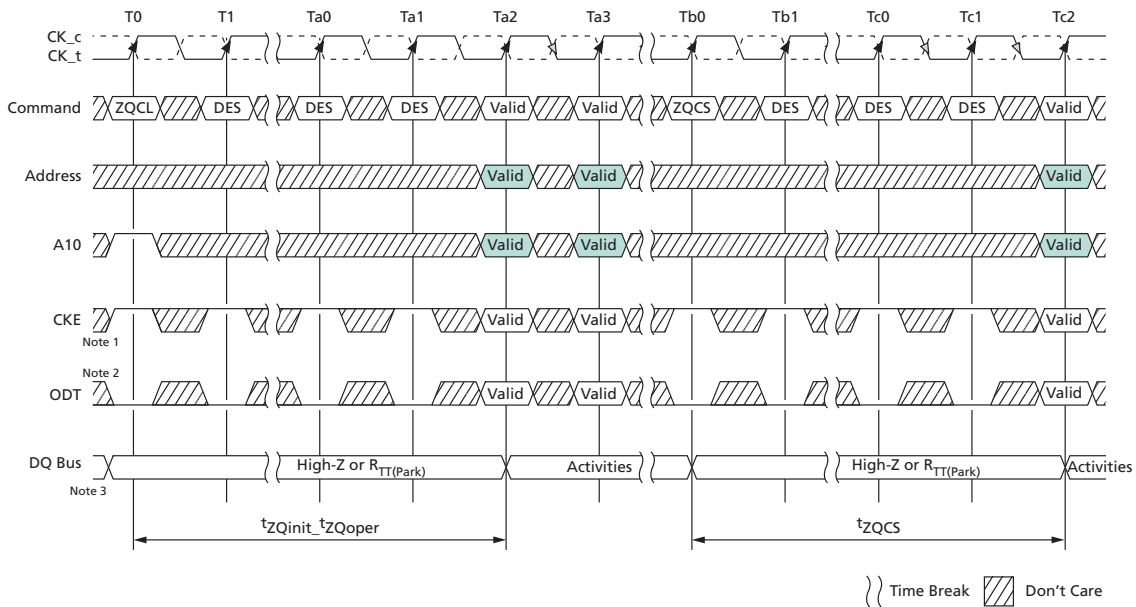 T0 T1 Ta0 Ta1 Ta2 Ta3 Tb0 Tb1 Tc0 Tc1 Tc2
CK_c
CK_t
Command ZQCL DES DES DES Valid Valid ZQCS DES DES DES Valid
Address Valid Valid Valid
A10 Valid Valid Valid
CKE Valid Valid Valid
Note 1
Note 2
ODT Valid Valid Valid
DQ Bus High-Z or RTT(Park) Activities High-Z or RTT(Park) Activities
Note 3
tZQinit_tZQoper tZQCS
Time Break Don't Care